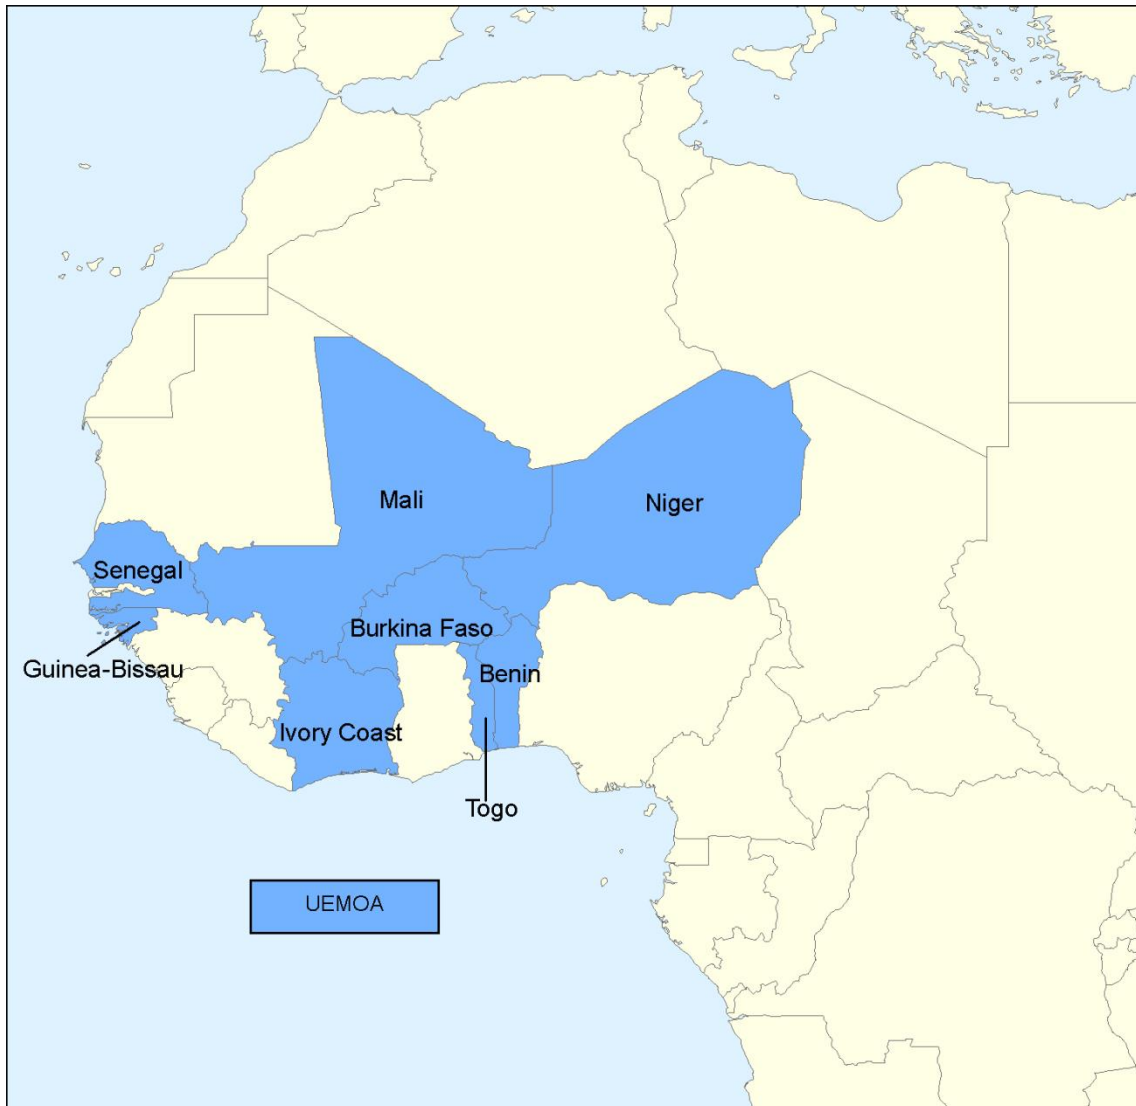 Mali
Niger
Senegal
Burkina Faso
Guinea-Bissau
Benin
Ivory Coast
Togo
UEMOA